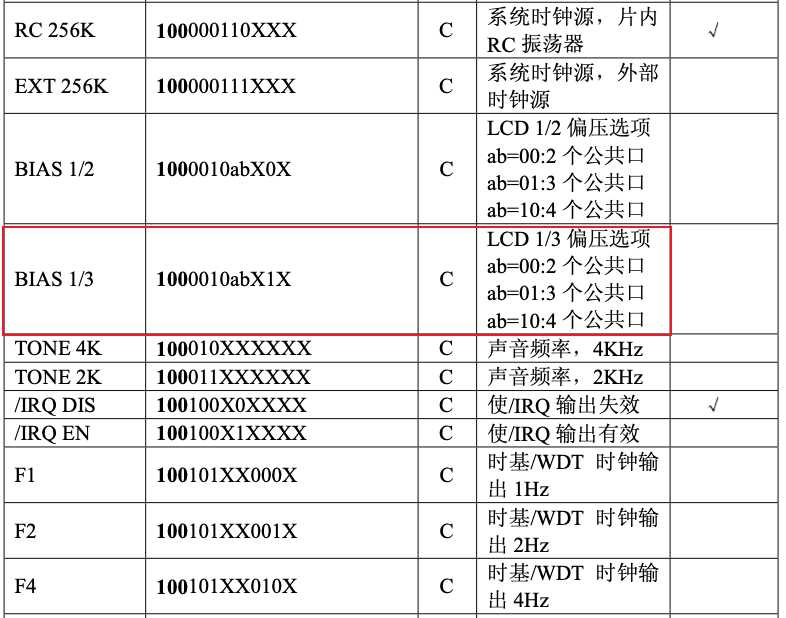 RC 256K 100000110XXX C 系统时钟源，片内 √
RC 振荡器
EXT 256K 100000111XXX C 系统时钟源，外部
时钟源
BIAS 1/2 1000010abX0X C LCD 1/2 偏压选项
ab=00:2 个公共口
ab=01:3 个公共口
ab=10:4 个公共口
BIAS 1/3 1000010abX1X C LCD 1/3 偏压选项
ab=00:2 个公共口
ab=01:3 个公共口
ab=10:4 个公共口
TONE 4K 100010XXXXXX C 声音频率，4KHz
TONE 2K 100011XXXXXX C 声音频率，2KHz
/IRQ DIS 100100X0XXXX C 使/IRQ 输出失效 √
/IRQ EN 100100X1XXXX C 使/IRQ 输出有效
F1 100101XX000X C 时基/WDT 时钟输
出 1Hz
F2 100101XX001X C 时基/WDT 时钟输
出 2Hz
F4 100101XX010X C 时基/WDT 时钟输
出 4Hz